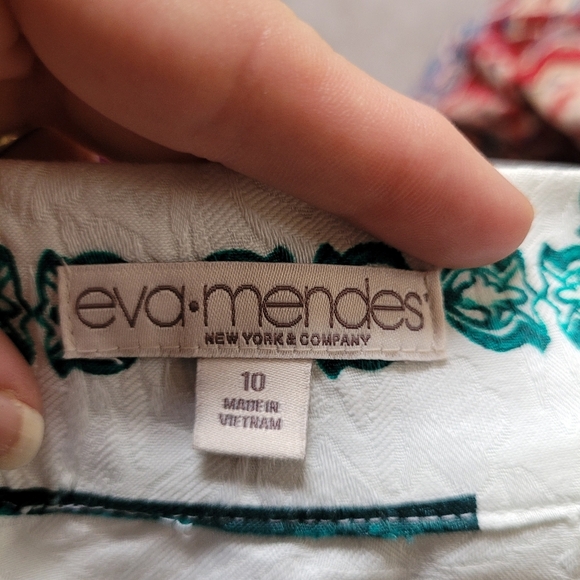 eva•mendes
NEW YORK & COMPANY
10
MADE IN
VIETNAM